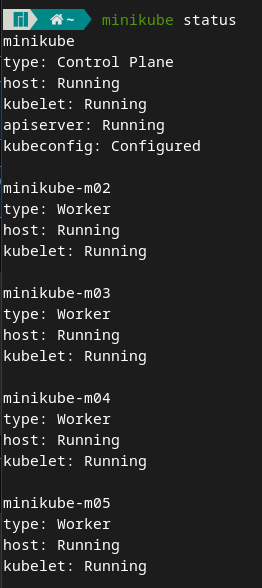 ~ minikube status
minikube
type: Control Plane
host: Running
kubelet: Running
apiserver: Running
kubeconfig: Configured
minikube-m02
type: Worker
host: Running
kubelet: Running
minikube-m03
type: Worker
host: Running
kubelet: Running
minikube-m04
type: Worker
host: Running
kubelet: Running
minikube-m05
type: Worker
host: Running
kubelet: Running